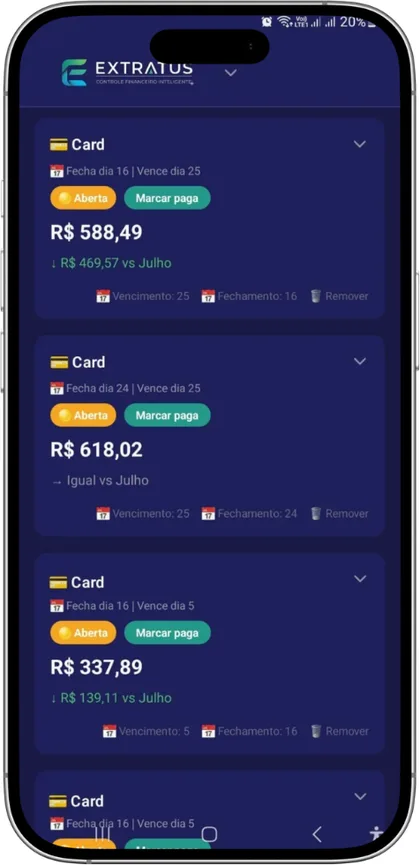 20%
EXTRATUS
CONTROLE FINANCEIRO INTELIGENTE
Card
Fecha dia 16 | Vence dia 25
Aberta Marcar paga
R$ 588,49
↓ R$ 469,57 vs Julho
Vencimento: 25 Fechamento: 16 Remover
Card
Fecha dia 24 | Vence dia 25
Aberta Marcar paga
R$ 618,02
→ Igual vs Julho
Vencimento: 25 Fechamento: 24 Remover
Card
Fecha dia 16 | Vence dia 5
Aberta Marcar paga
R$ 337,89
↓ R$ 139,11 vs Julho
Vencimento: 5 Fechamento: 16 Remover
Card
Fecha dia 16 | Vence dia 5